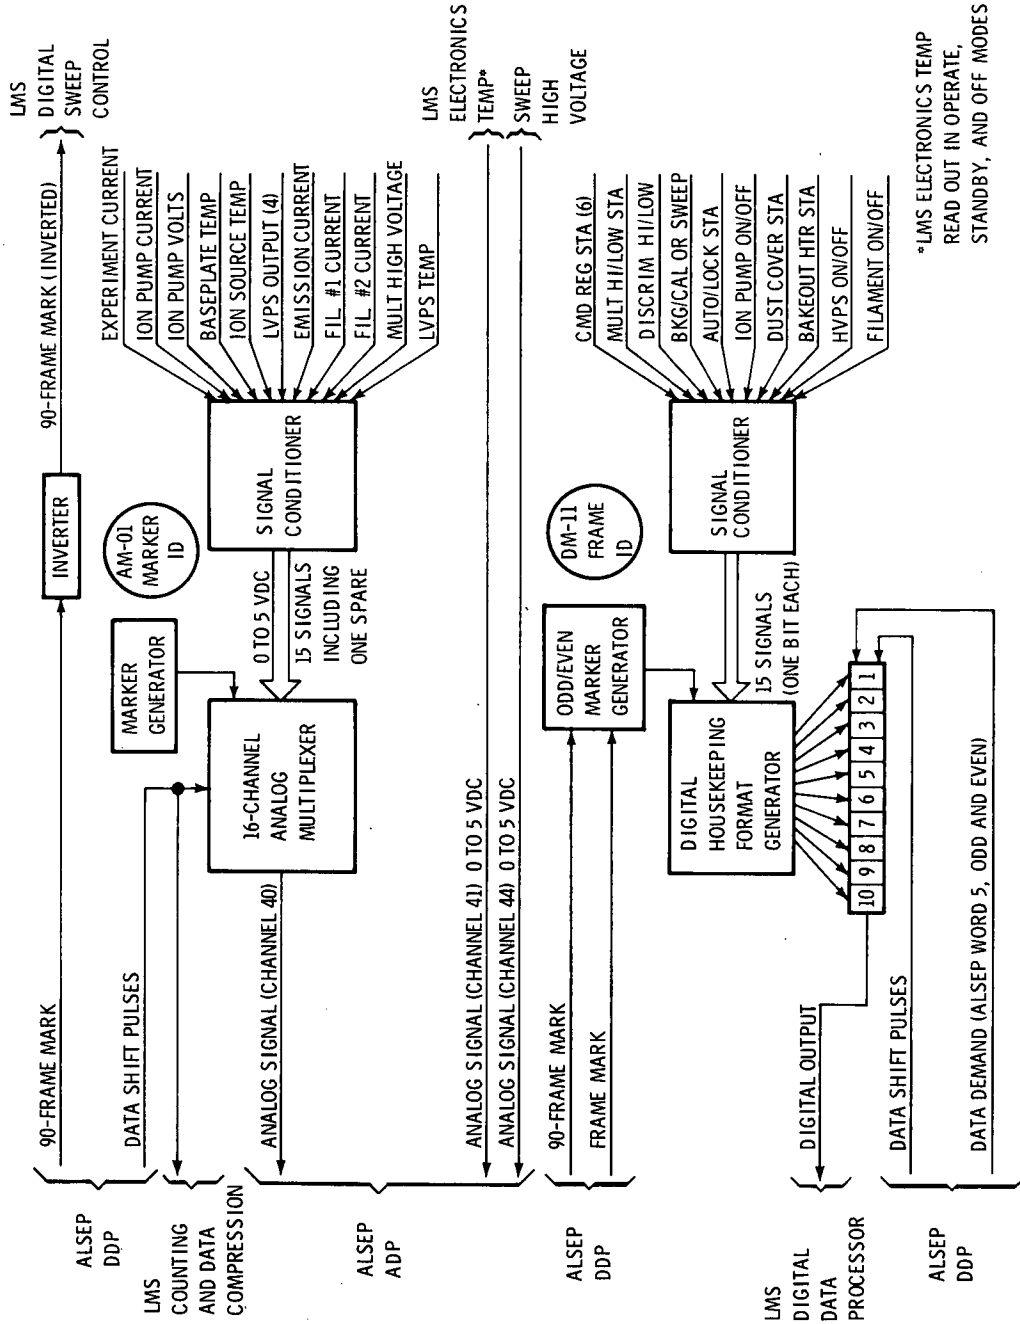 ALSEP
DDP
90-FRAME MARK
INVERTER
90-FRAME MARK (INVERTED)
LMS
DIGITAL
SWEEP
CONTROL
DATA SHIFT PULSES
LMS
COUNTING
AND DATA
COMPRESSION
MARKER
GENERATOR
AM-01
MARKER
ID
16-CHANNEL
ANALOG
MULTIPLEXER
0 TO 5 VDC
15 SIGNALS
INCLUDING
ONE SPARE
SIGNAL
CONDITIONER
EXPERIMENT CURRENT
ION PUMP CURRENT
ION PUMP VOLTS
BASEPLATE TEMP
ION SOURCE TEMP
LVPS OUTPUT (4)
EMISSION CURRENT
FIL #1 CURRENT
FIL #2 CURRENT
MULT HIGH VOLTAGE
LVPS TEMP
ALSEP
ADP
ANALOG SIGNAL (CHANNEL 40)
ANALOG SIGNAL (CHANNEL 41) 0 TO 5 VDC
ANALOG SIGNAL (CHANNEL 44) 0 TO 5 VDC
LMS
ELECTRONICS
TEMP*
SWEEP
HIGH
VOLTAGE
ALSEP
DDP
90-FRAME MARK
FRAME MARK
ODD/EVEN
MARKER
GENERATOR
DM-11
FRAME
ID
DIGITAL
HOUSEKEEPING
FORMAT
GENERATOR
15 SIGNALS
(ONE BIT EACH)
SIGNAL
CONDITIONER
CMD REG STA (6)
MULT HI/LOW STA
DISCRIM HI/LOW
BKG/CAL OR SWEEP
AUTO/LOCK STA
ION PUMP ON/OFF
DUST COVER STA
BAKEOUT HTR STA
HVPS ON/OFF
FILAMENT ON/OFF
10 9 8 7 6 5 4 3 2 1
LMS
DIGITAL
DATA
PROCESSOR
DIGITAL OUTPUT
ALSEP
DDP
DATA SHIFT PULSES
DATA DEMAND (ALSEP WORD 5, ODD AND EVEN)
*LMS ELECTRONICS TEMP
READ OUT IN OPERATE,
STANDBY, AND OFF MODES